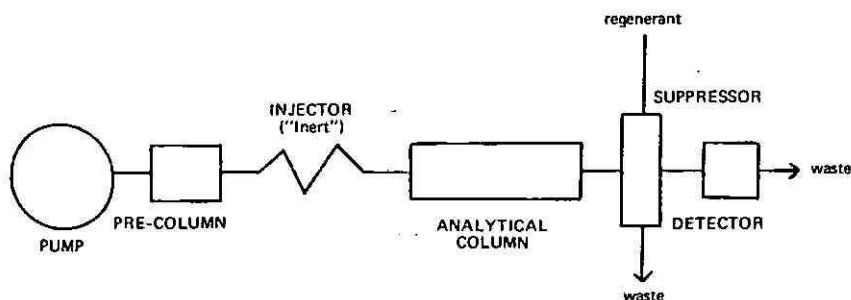 regenerant
SUPPRESSOR
INJECTOR
("Inert")
waste
PRE-COLUMN
ANALYTICAL
COLUMN
DETECTOR
PUMP
waste